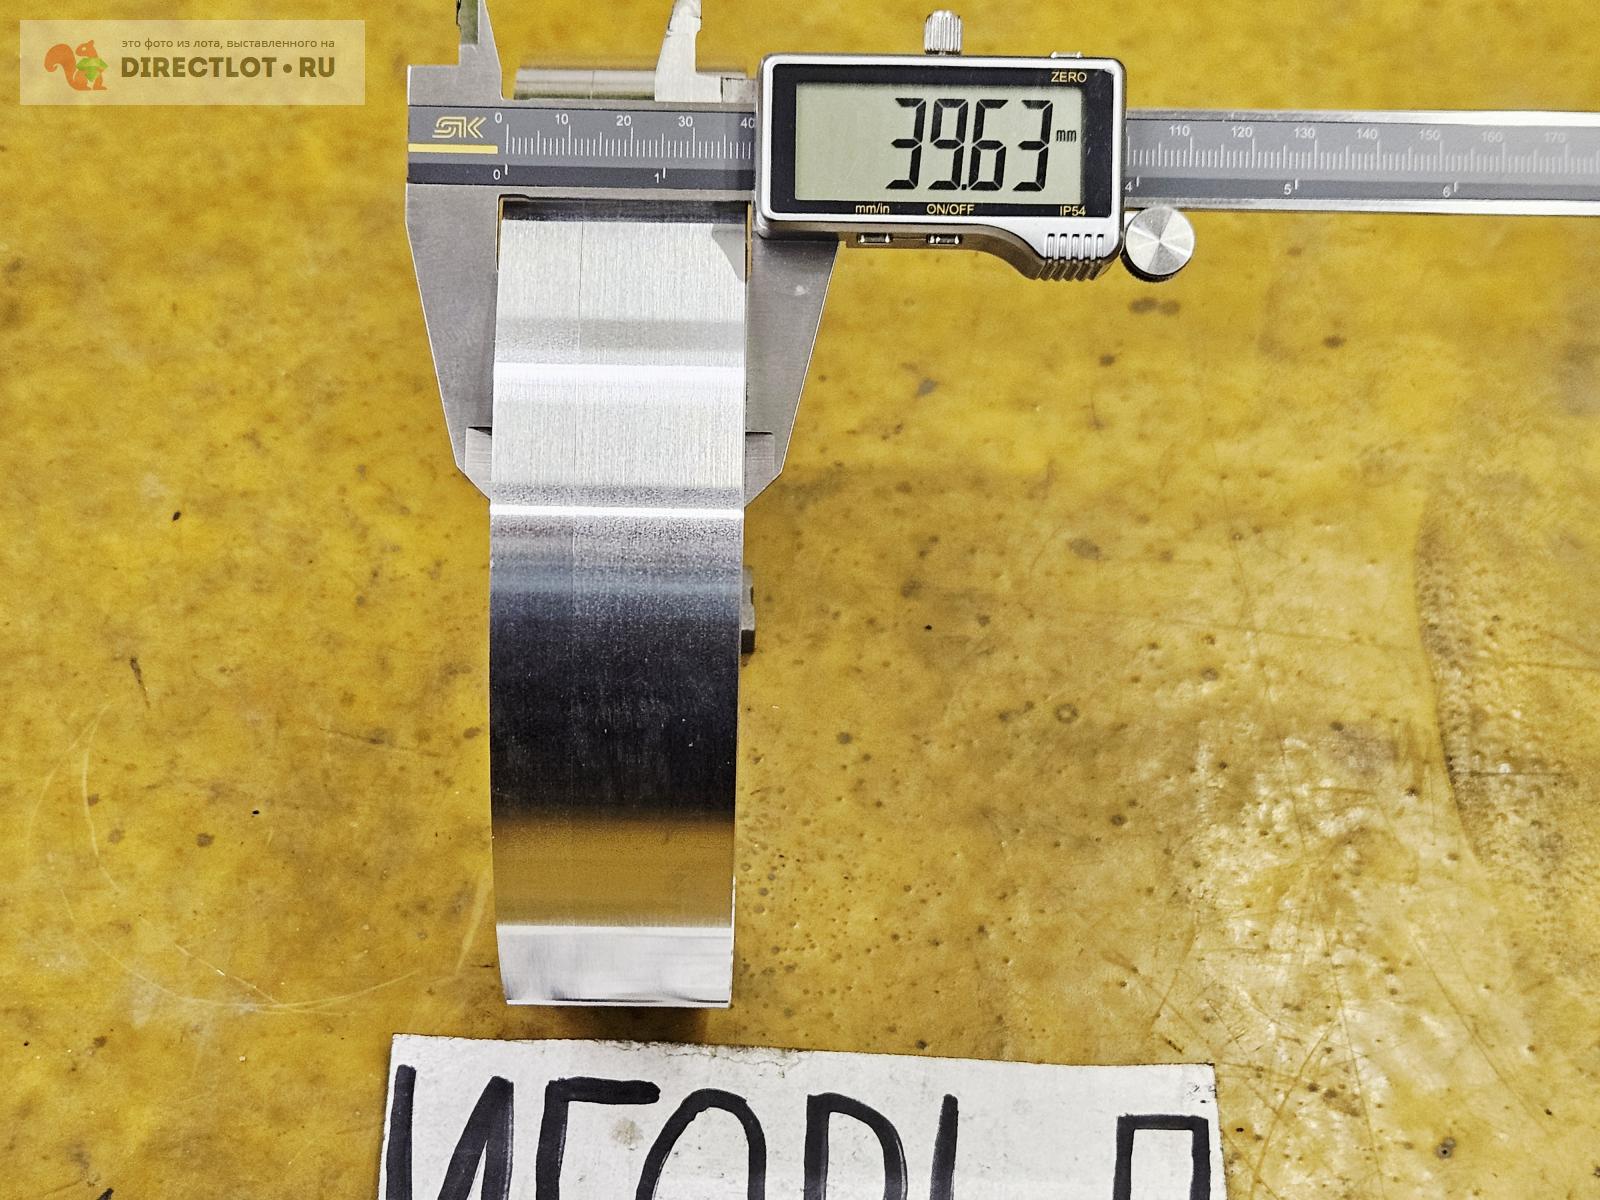 это фото из лота, выставленного на
DIRECTLOT•RU
SK
0 10 20 30 40
0 1
ZERO
39.63 mm
mm/in ON/OFF IP54
110 120 130 140 150 160 170
4 5 6
ИГОРЬ П